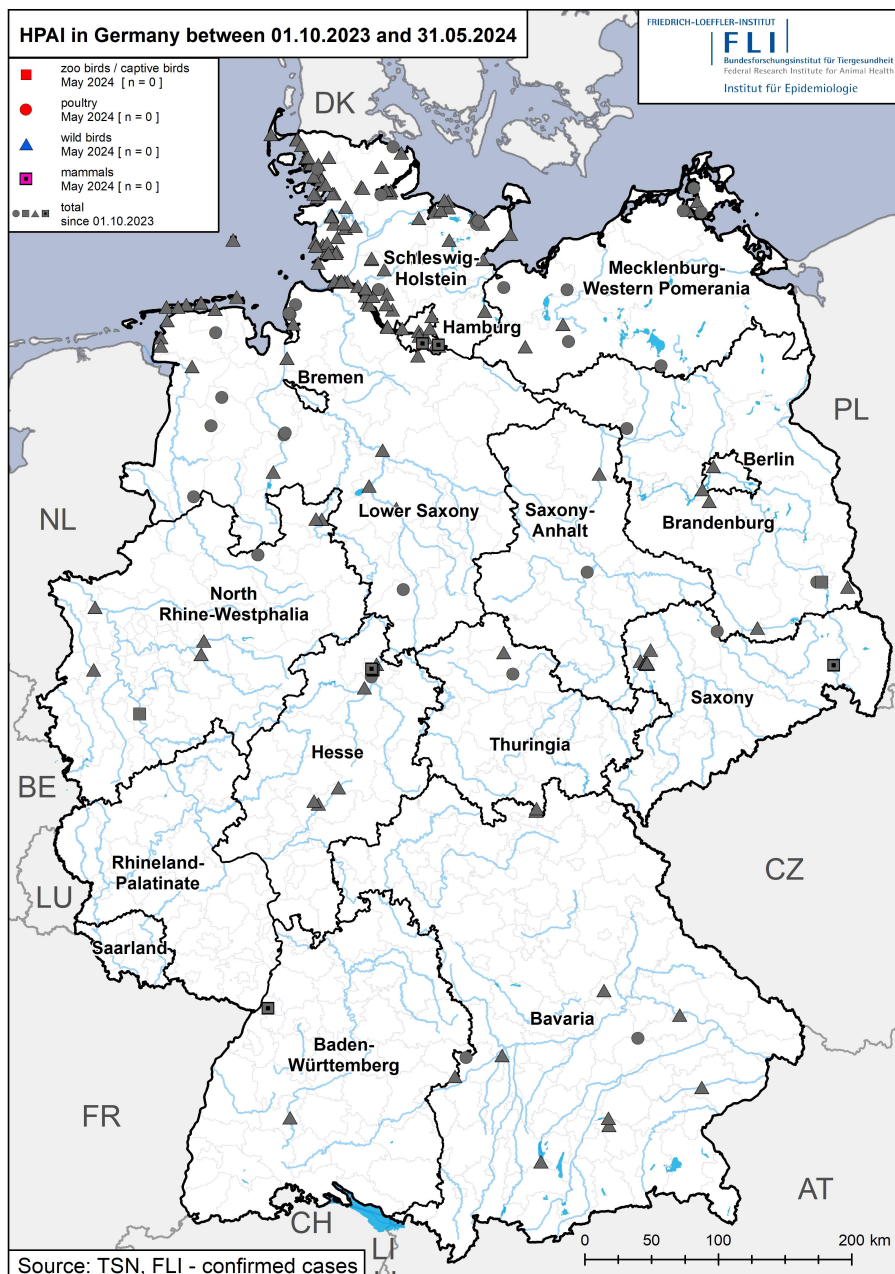 HPAI in Germany between 01.10.2023 and 31.05.2024
FRIEDRICH-LOEFFLER-INSTITUT
FLI
Bundesforschungsinstitut für Tiergesundheit
Federal Research Institute for Animal Health
Institut für Epidemiologie
zoo birds / captive birds
May 2024 [ n = 0 ]
poultry
May 2024 [ n = 0 ]
wild birds
May 2024 [ n = 0 ]
mammals
May 2024 [ n = 0 ]
total
since 01.10.2023
DK
Schleswig-
Holstein
Mecklenburg-
Western Pomerania
Hamburg
Bremen
PL
Berlin
NL
Lower Saxony
Saxony-
Anhalt
Brandenburg
North
Rhine-Westphalia
Saxony
Hesse
Thuringia
BE
Rhineland-
Palatinate
CZ
LU
Saarland
Bavaria
Baden-
Württemberg
FR
AT
CH
LI
0 50 100 200 km
Source: TSN, FLI - confirmed cases